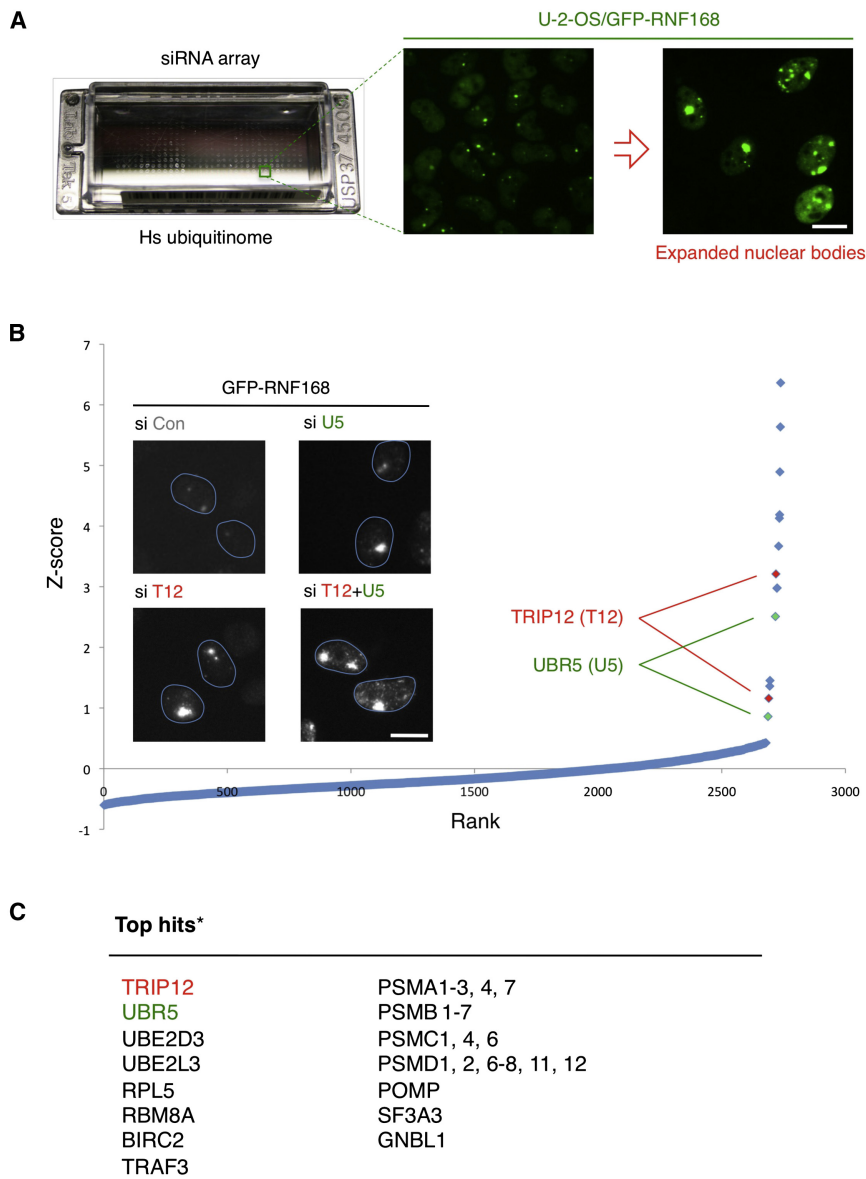 A
U-2-OS/GFP-RNF168
siRNA array
USP37 450
Hs ubiquitinome
Expanded nuclear bodies
B
7
6
5
4
3
2
1
0
-1
Z-score
GFP-RNF168
si Con
si U5
si T12
si T12+U5
TRIP12 (T12)
UBR5 (U5)
0 500 1000 1500 2000 2500 3000
Rank
C
Top hits*
TRIP12 PSMA1-3, 4, 7
UBR5 PSMB 1-7
UBE2D3 PSMC1, 4, 6
UBE2L3 PSMD1, 2, 6-8, 11, 12
RPL5 POMP
RBM8A SF3A3
BIRC2 GNBL1
TRAF3